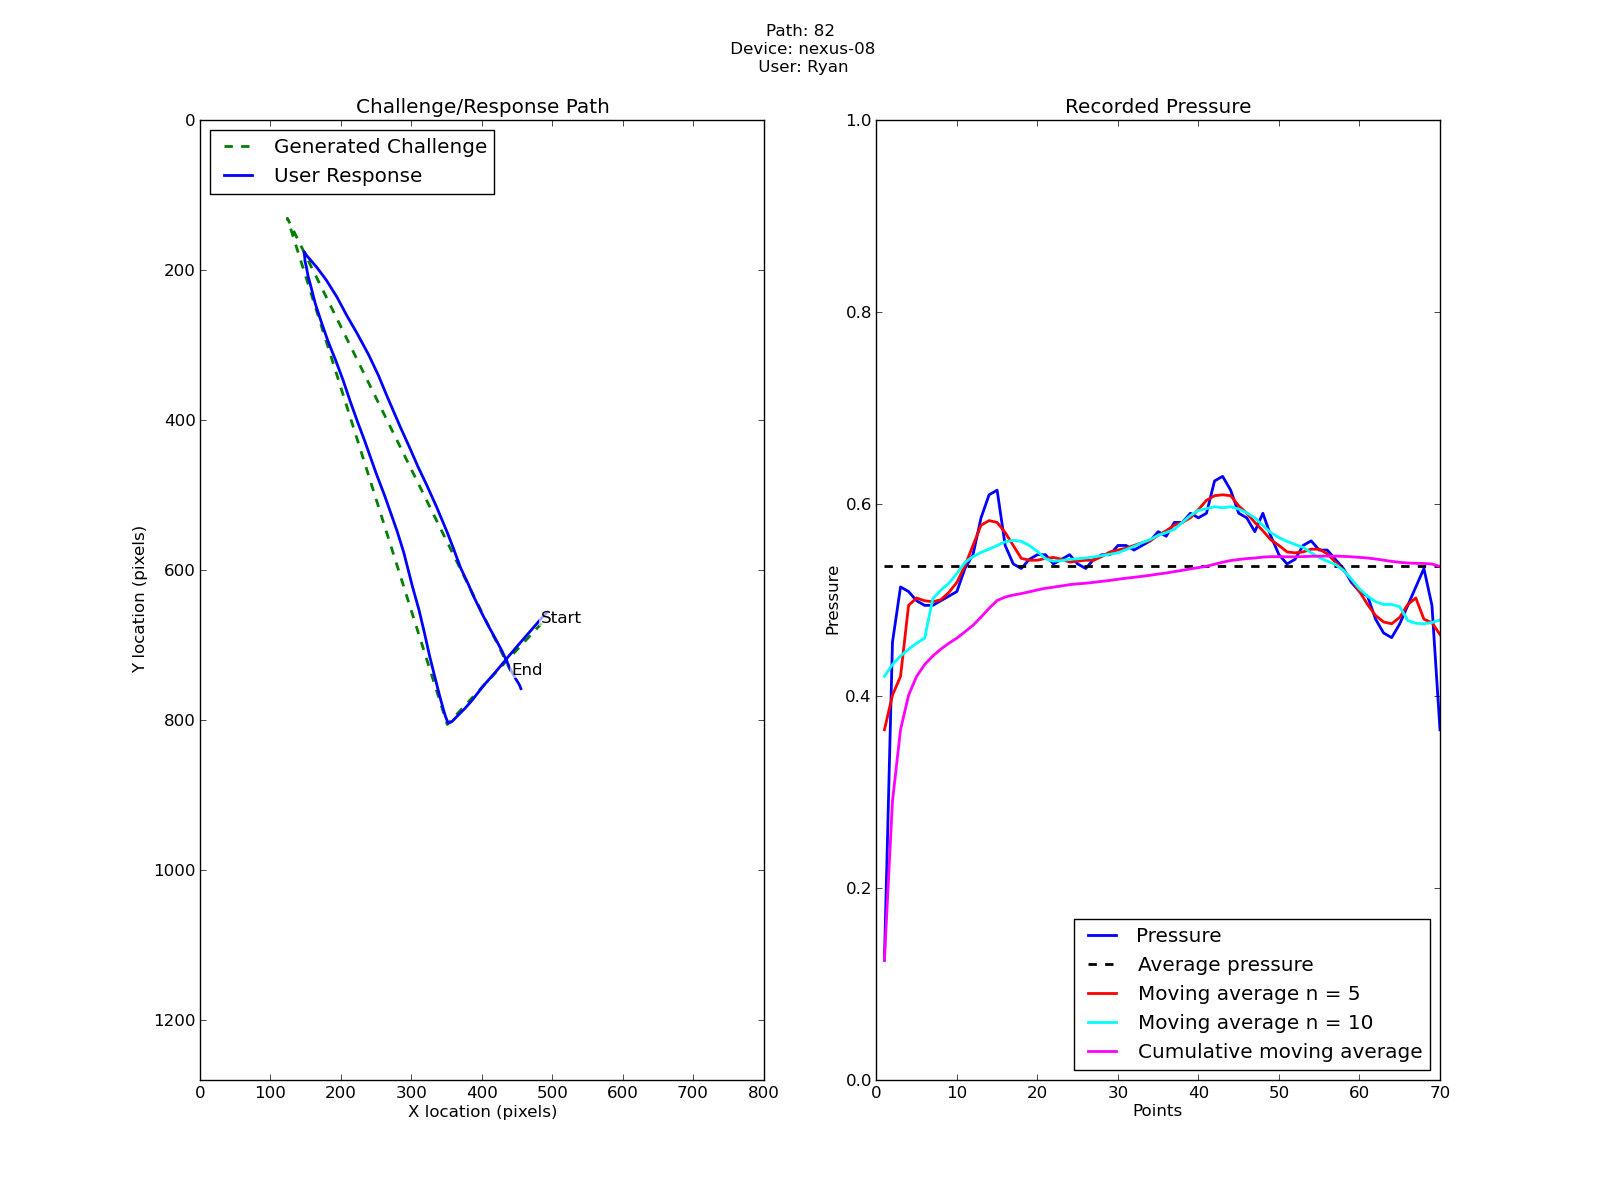 Path: 82
Device: nexus-08
User: Ryan
Challenge/Response Path
Generated Challenge
User Response
Start
End
0
200
400
600
800
1000
1200
Y location (pixels)
0 100 200 300 400 500 600 700 800
X location (pixels)
Recorded Pressure
1.0
0.8
0.6
0.4
0.2
0.0
Pressure
Pressure
Average pressure
Moving average n = 5
Moving average n = 10
Cumulative moving average
0 10 20 30 40 50 60 70
Points